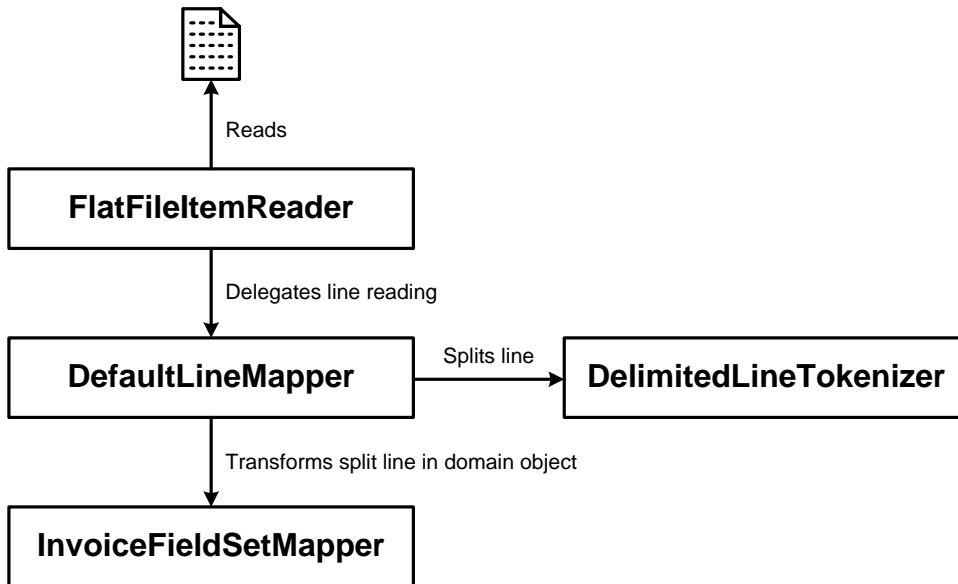 Reads
FlatFileItemReader
Delegates line reading
DefaultLineMapper
Splits line
DelimitedLineTokenizer
Transforms split line in domain object
InvoiceFieldSetMapper